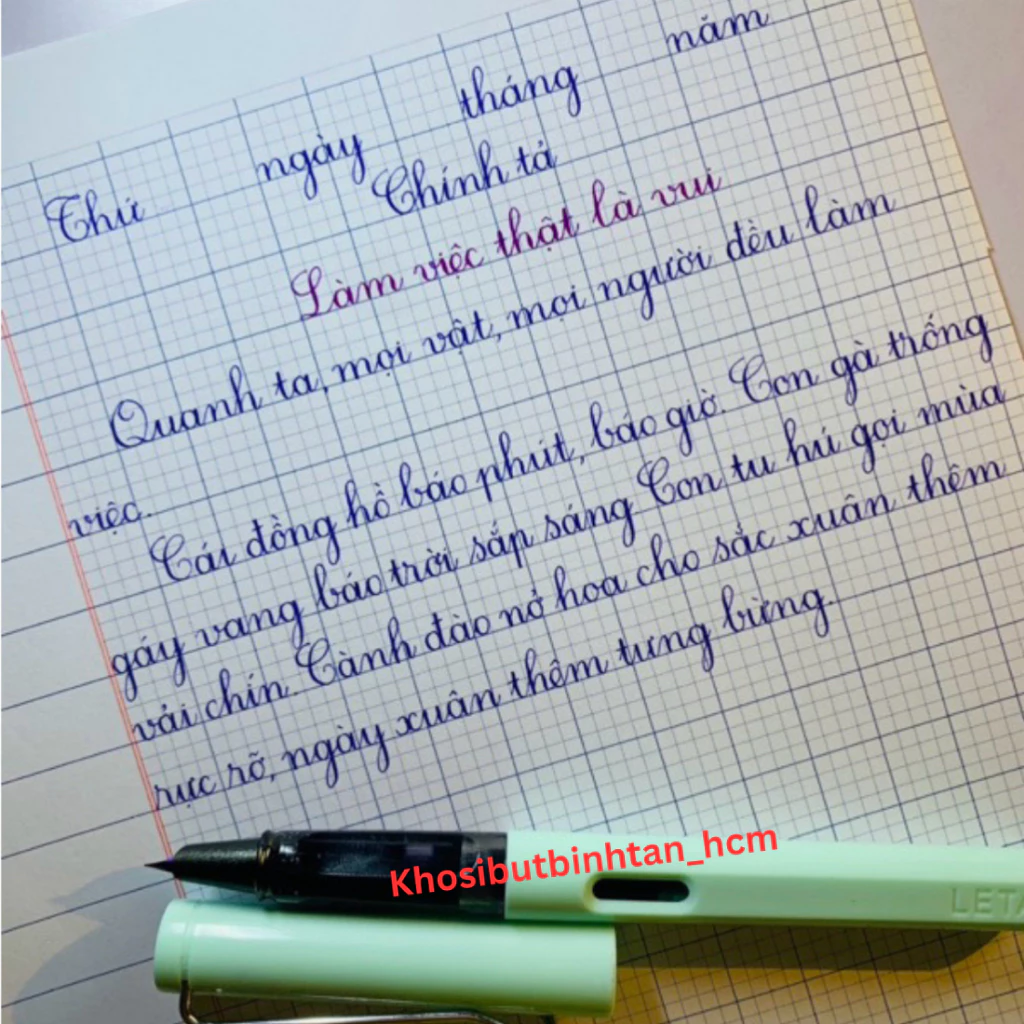 Thứ ngày tháng năm
Chính tả
Làm việc thật là vui
Quanh ta, mọi vật, mọi người đều làm
việc.
Cái đồng hồ báo phút, báo giờ. Con gà trống
gáy vang báo trời sắp sáng Con tu hú gọi mùa
vải chín. Cành đào nở hoa cho sắc xuân thêm
rực rỡ, ngày xuân thêm tưng bừng.
Khosibutbinhtan_hcm